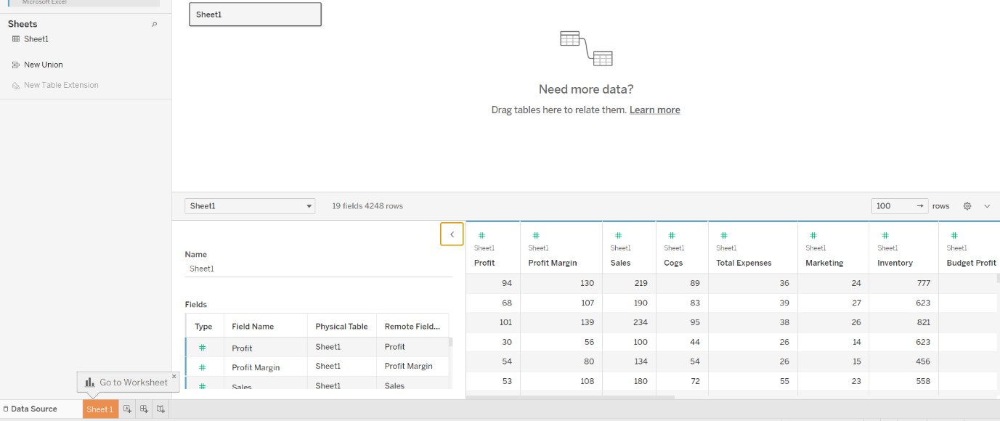 Microsoft Excel
Sheets
Sheet1
New Union
New Table Extension
Sheet1
Need more data?
Drag tables here to relate them. Learn more
Sheet1 19 fields 4248 rows 100 → rows
Name
Sheet1
Fields
Type Field Name Physical Table Remote Field...
Profit Sheet1 Profit
Profit Margin Sheet1 Profit Margin
Sales Sheet1 Sales
Sheet1 Sheet1 Sheet1 Sheet1 Sheet1 Sheet1 Sheet1 Sheet1
Profit Profit Margin Sales Cogs Total Expenses Marketing Inventory Budget Profit
94 130 219 89 36 24 777
68 107 190 83 39 27 623
101 139 234 95 38 26 821
30 56 100 44 26 14 623
54 80 134 54 26 15 456
53 108 180 72 55 23 558
Go to Worksheet
Data Source Sheet 1